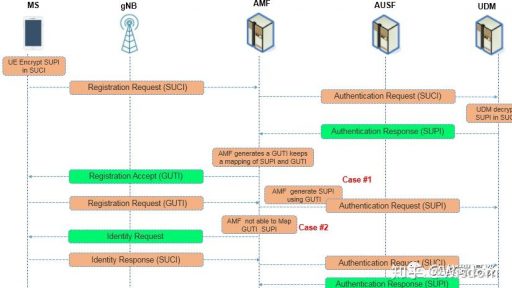 MS
gNB
AMF
AUSF
UDM
UE Encrypt SUPI
in SUCI
Registration Request (SUCI)
Authentication Request (SUCI)
UDM decryp
SUPI in SUC
Authentication Response (SUPI)
AMF generates a GUTI keeps
a mapping of SUPI and GUTI
Registration Accept (GUTI)
Case #1
AMF generate SUPI
using GUTI
Registration Request (GUTI)
Authentication Request (SUPI)
AMF not able to Map
GUTI SUPI
Case #2
Identity Request
Identity Response (SUCI)
Authentication Request (SUCI)
Authentication Response (SUPI)